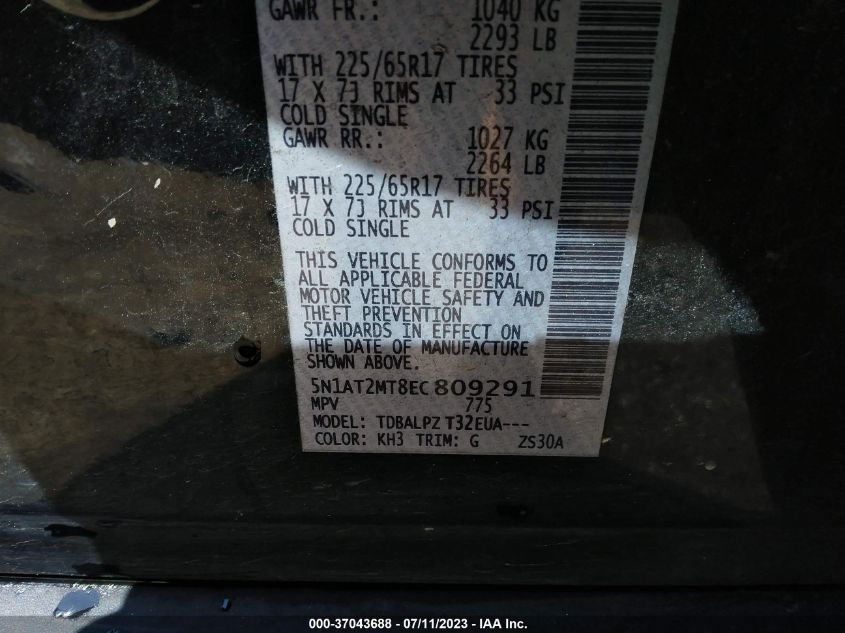 GAWR FR.: 1040 KG
2293 LB
WITH 225/65R17 TIRES
17 X 7J RIMS AT 33 PSI
COLD SINGLE
GAWR RR.: 1027 KG
2264 LB
WITH 225/65R17 TIRES
17 X 7J RIMS AT 33 PSI
COLD SINGLE
THIS VEHICLE CONFORMS TO
ALL APPLICABLE FEDERAL
MOTOR VEHICLE SAFETY AND
THEFT PREVENTION
STANDARDS IN EFFECT ON
THE DATE OF MANUFACTURE
SHOWN ABOVE.
5N1AT2MT8EC809291
MPV 775
MODEL: TDBALPZ T32EUA---
COLOR: KH3 TRIM: G ZS30A
000-37043688 - 07/11/2023 - IAA Inc.